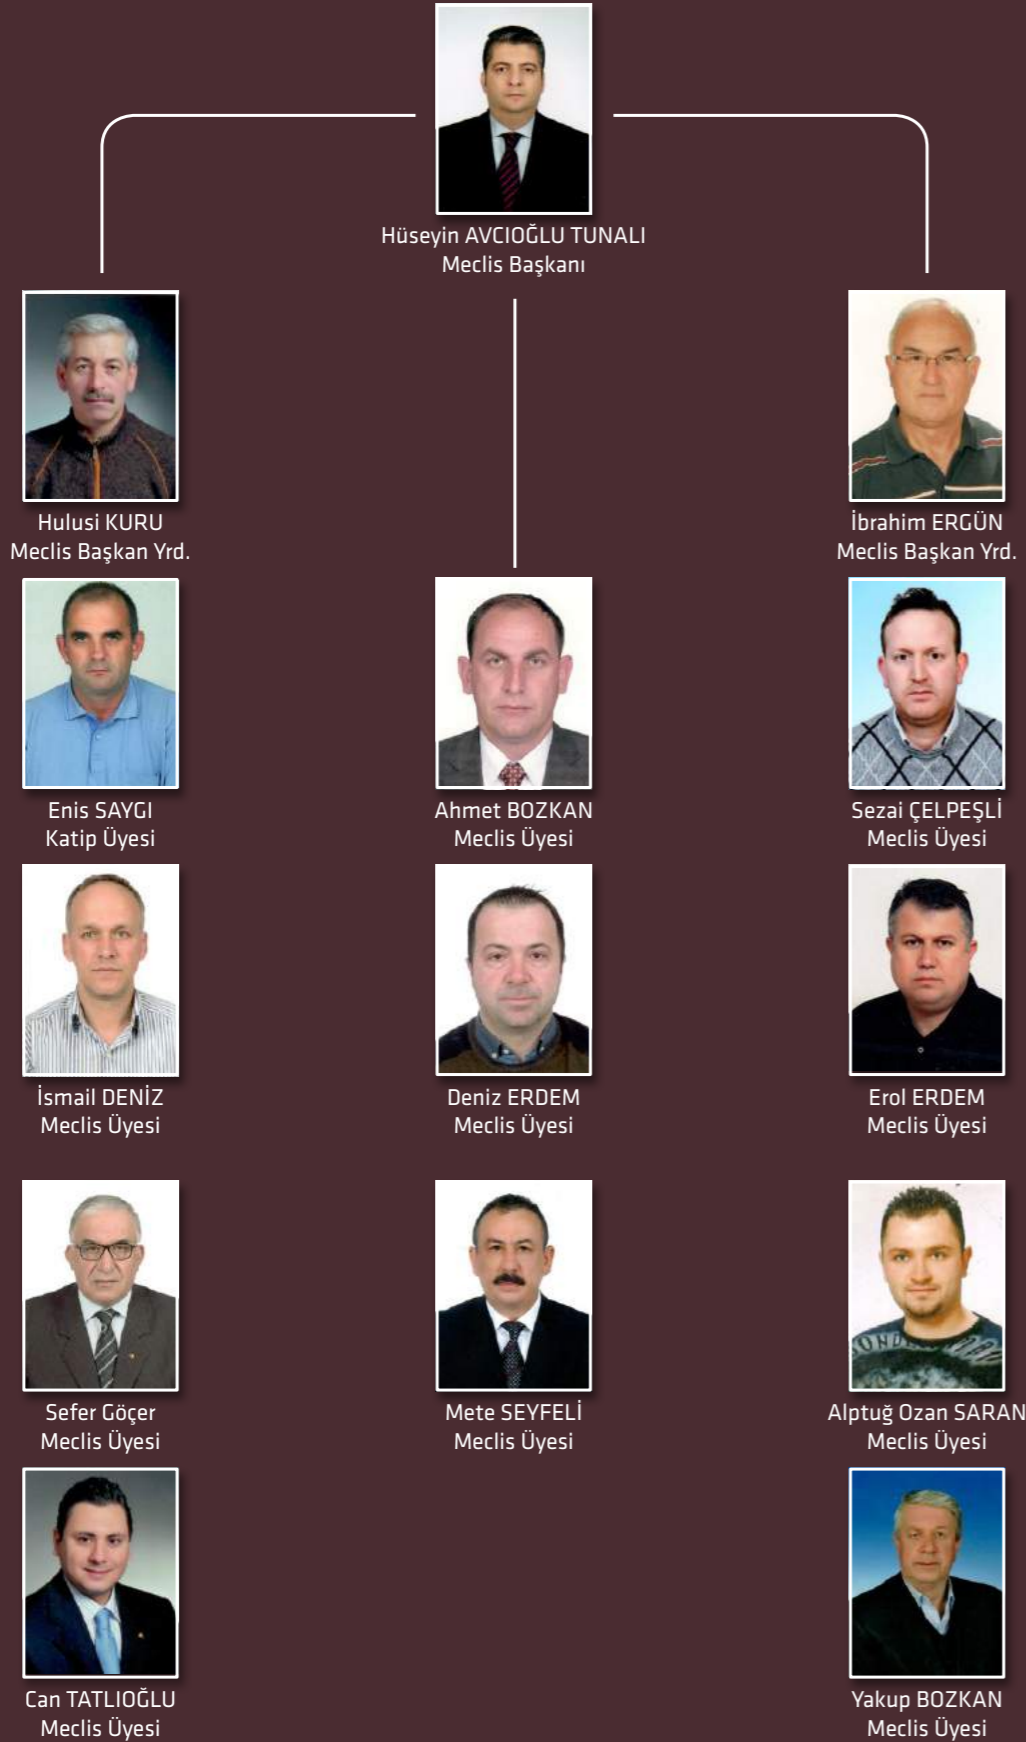 Hüseyin AVCIOĞLU TUNALI
Meclis Başkanı
Hulusi KURU
Meclis Başkan Yrd.
İbrahim ERGÜN
Meclis Başkan Yrd.
Enis SAYGI
Katip Üyesi
Ahmet BOZKAN
Meclis Üyesi
Sezai ÇELPEŞLİ
Meclis Üyesi
İsmail DENİZ
Meclis Üyesi
Deniz ERDEM
Meclis Üyesi
Erol ERDEM
Meclis Üyesi
Sefer Göçer
Meclis Üyesi
Mete SEYFELİ
Meclis Üyesi
Alptuğ Ozan SARAN
Meclis Üyesi
Can TATLIOĞLU
Meclis Üyesi
Yakup BOZKAN
Meclis Üyesi